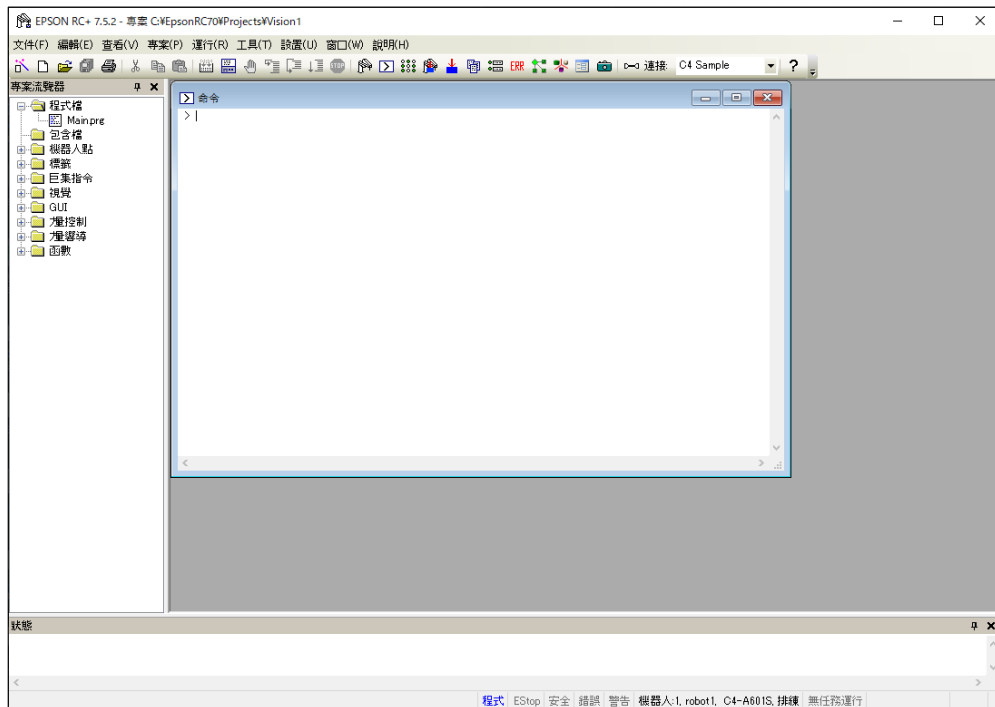 EPSON RC+ 7.5.2 - 專案 C:¥EpsonRC70¥Projects¥Vision1
文件(F) 編輯(E) 查看(V) 專案(P) 運行(R) 工具(T) 設置(U) 窗口(W) 說明(H)
STOP ERR 連接: C4 Sample ?
專案流覽器
命令
程式檔
>
Main.prg
包含檔
機器人點
標籤
巨集指令
視覺
GUI
力量控制
力量嚮導
函數
狀態
程式 EStop 安全 錯誤 警告 機器人:1, robot1, C4-A601S, 排練 無任務運行